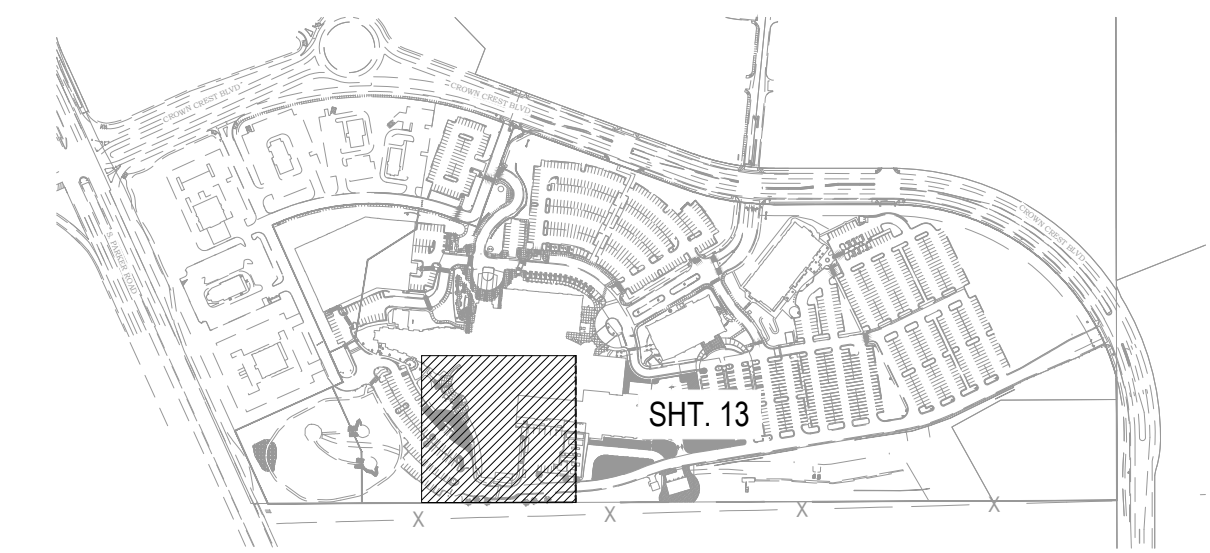 CROWN CREST BLVD
CROWN CREST BLVD
CROWN CREST BLVD
S. PARKER ROAD
SHT. 13
X X X X